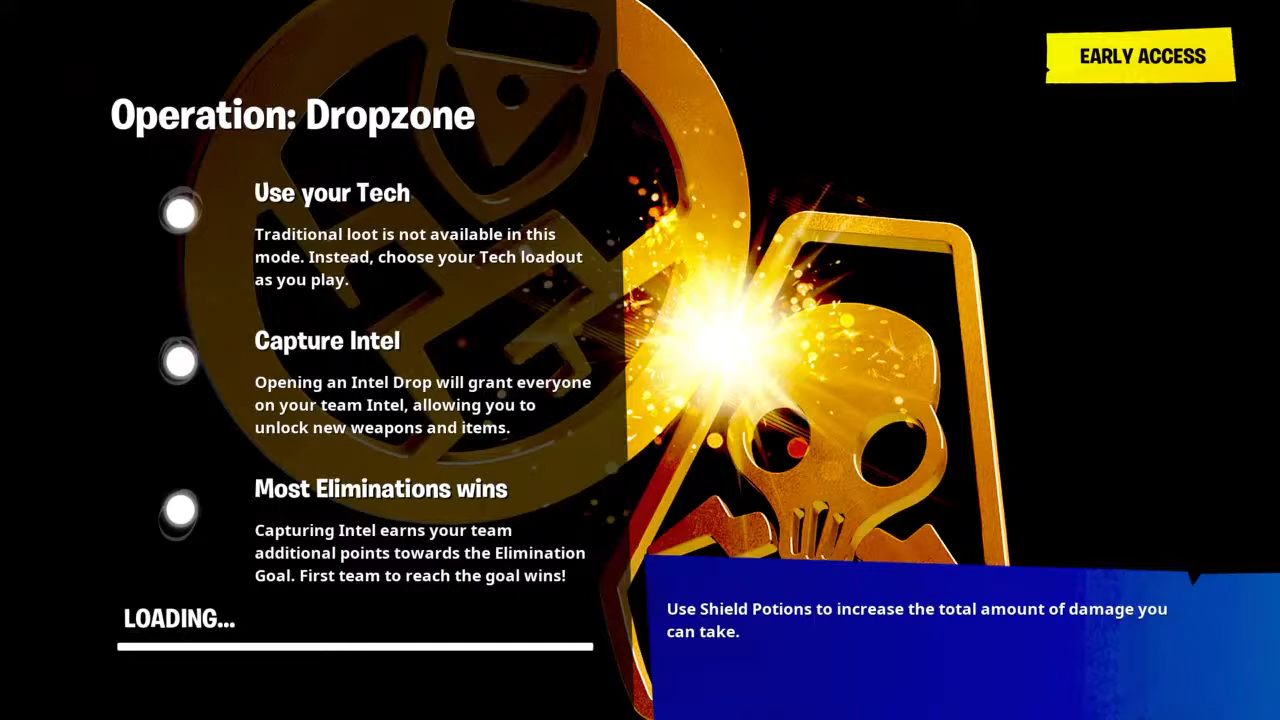 EARLY ACCESS
Operation: Dropzone
Use your Tech
Traditional loot is not available in this
mode. Instead, choose your Tech loadout
as you play.
Capture Intel
Opening an Intel Drop will grant everyone
on your team Intel, allowing you to
unlock new weapons and items.
Most Eliminations wins
Capturing Intel earns your team
additional points towards the Elimination
Goal. First team to reach the goal wins!
LOADING...
Use Shield Potions to increase the total amount of damage you
can take.